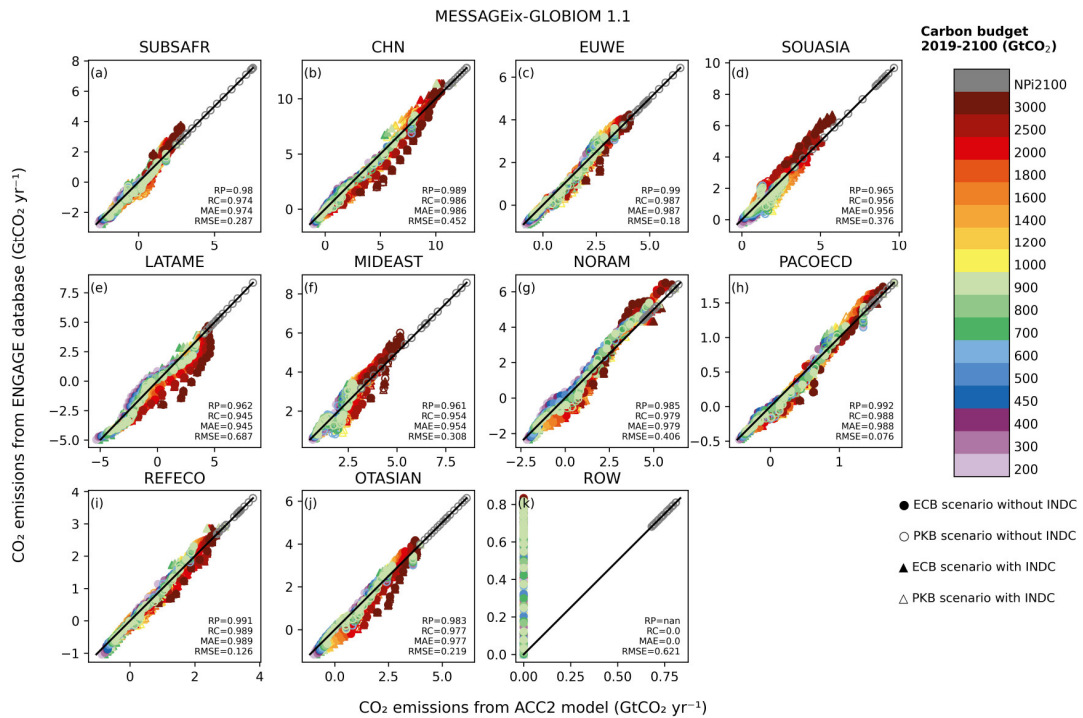 MESSAGEix-GLOBIOM 1.1
SUBSAFR
(a)
8
6
4
2
0
−2
0
5
RP=0.98
RC=0.974
MAE=0.974
RMSE=0.287
CHN
(b)
10
5
0
0
5
10
RP=0.989
RC=0.986
MAE=0.986
RMSE=0.452
EUWE
(c)
6
4
2
0
0.0
2.5
5.0
RP=0.99
RC=0.987
MAE=0.987
RMSE=0.18
SOUASIA
(d)
10
8
6
4
2
0
0
5
10
RP=0.965
RC=0.956
MAE=0.956
RMSE=0.376
LATAME
(e)
7.5
5.0
2.5
0.0
−2.5
−5.0
−5
0
5
RP=0.962
RC=0.945
MAE=0.945
RMSE=0.687
MIDEAST
(f)
8
6
4
2
2.5
5.0
7.5
RP=0.961
RC=0.954
MAE=0.954
RMSE=0.308
NORAM
(g)
6
4
2
0
−2
−2.5
0.0
2.5
5.0
RP=0.985
RC=0.979
MAE=0.979
RMSE=0.406
PACOECD
(h)
1.5
1.0
0.5
0.0
−0.5
0
1
RP=0.992
RC=0.988
MAE=0.988
RMSE=0.076
REFECO
(i)
4
3
2
1
0
−1
0
2
4
RP=0.991
RC=0.989
MAE=0.989
RMSE=0.126
OTASIAN
(j)
6
4
2
0
0.0
2.5
5.0
RP=0.983
RC=0.977
MAE=0.977
RMSE=0.219
ROW
(k)
0.8
0.6
0.4
0.2
0.0
0.00
0.25
0.50
0.75
RP=nan
RC=0.0
MAE=0.0
RMSE=0.621
CO₂ emissions from ENGAGE database (GtCO₂ yr⁻¹)
CO₂ emissions from ACC2 model (GtCO₂ yr⁻¹)
Carbon budget
2019-2100 (GtCO₂)
NPi2100
3000
2500
2000
1800
1600
1400
1200
1000
900
800
700
600
500
450
400
300
200
ECB scenario without INDC
PKB scenario without INDC
ECB scenario with INDC
PKB scenario with INDC